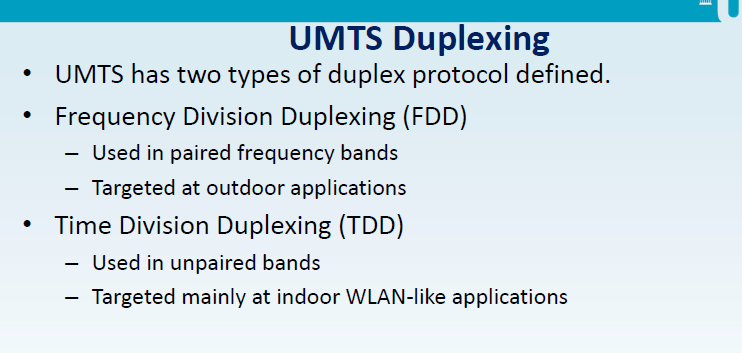 UMTS Duplexing
• UMTS has two types of duplex protocol defined.
• Frequency Division Duplexing (FDD)
– Used in paired frequency bands
– Targeted at outdoor applications
• Time Division Duplexing (TDD)
– Used in unpaired bands
– Targeted mainly at indoor WLAN-like applications